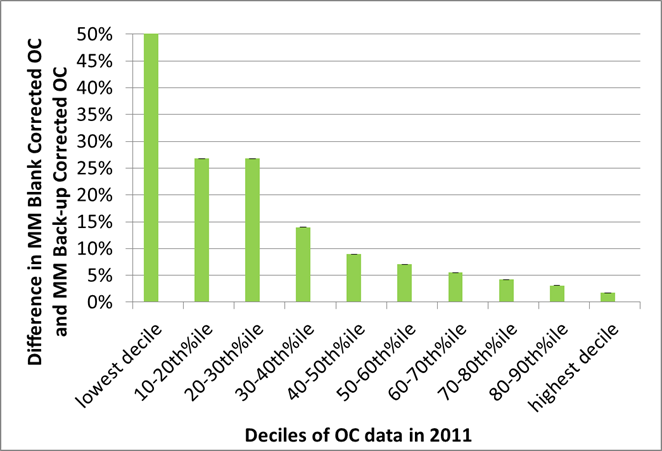 Difference in MM Blank Corrected OC
and MM Back-up Corrected OC
50%
45%
40%
35%
30%
25%
20%
15%
10%
5%
0%
lowest decile
10-20th%ile
20-30th%ile
30-40th%ile
40-50th%ile
50-60th%ile
60-70th%ile
70-80th%ile
80-90th%ile
highest decile
Deciles of OC data in 2011